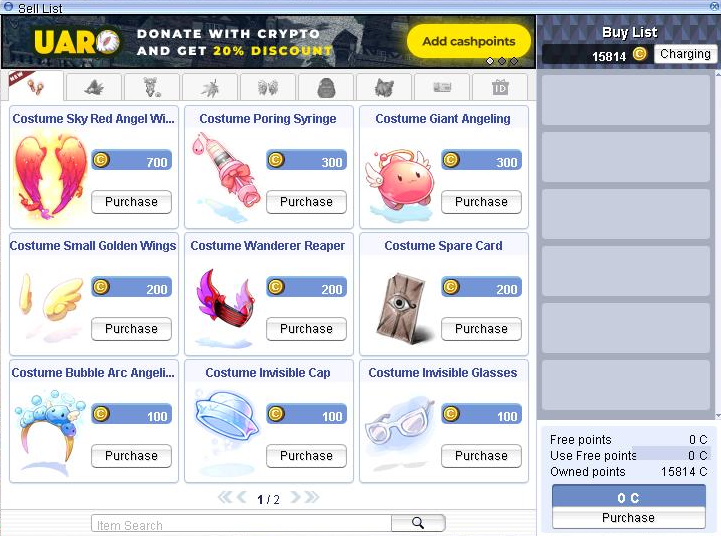 Sell List
UARO
DONATE WITH CRYPTO
AND GET 20% DISCOUNT
Add cashpoints
Buy List
15814 C
Charging
NEW
ID
Costume Sky Red Angel Wi...
C 700
Purchase
Costume Poring Syringe
C 300
Purchase
Costume Giant Angeling
C 300
Purchase
Costume Small Golden Wings
C 200
Purchase
Costume Wanderer Reaper
C 200
Purchase
Costume Spare Card
C 200
Purchase
Costume Bubble Arc Angeli...
C 100
Purchase
Costume Invisible Cap
C 100
Purchase
Costume Invisible Glasses
C 100
Purchase
1 / 2
Item Search
Free points 0 C
Use Free points 0 C
Owned points 15814 C
0 C
Purchase